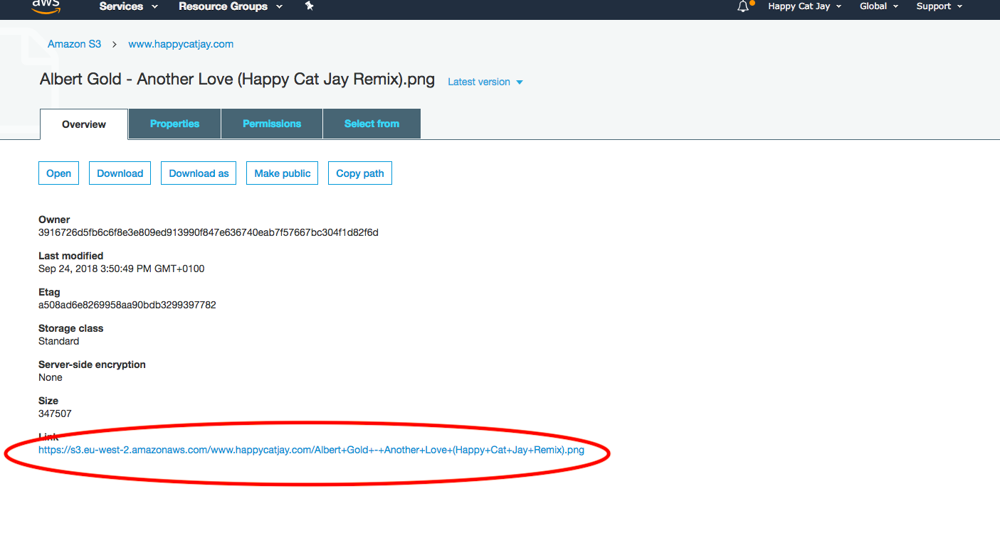 aws Services Resource Groups Happy Cat Jay Global Support
Amazon S3 > www.happycatjay.com
Albert Gold - Another Love (Happy Cat Jay Remix).png Latest version
Overview Properties Permissions Select from
Open Download Download as Make public Copy path
Owner
3916726d5fb6c6f8e3e809ed913990f847e636740eab7f57667bc304f1d82f6d
Last modified
Sep 24, 2018 3:50:49 PM GMT+0100
Etag
a508ad6e8269958aa90bdb3299397782
Storage class
Standard
Server-side encryption
None
Size
347507
Link
https://s3.eu-west-2.amazonaws.com/www.happycatjay.com/Albert+Gold+-+Another+Love+(Happy+Cat+Jay+Remix).png